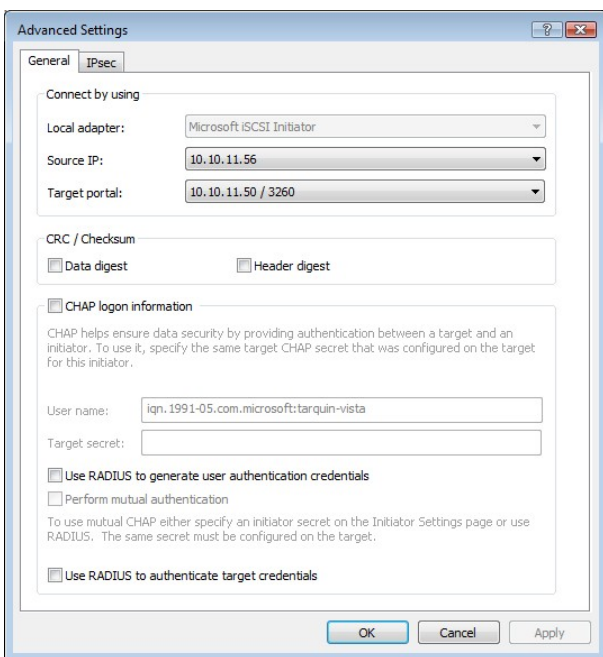 Advanced Settings
General
IPsec
Connect by using
Local adapter:
Microsoft iSCSI Initiator
Source IP:
10.10.11.56
Target portal:
10.10.11.50 / 3260
CRC / Checksum
Data digest
Header digest
CHAP logon information
CHAP helps ensure data security by providing authentication between a target and an
initiator. To use it, specify the same target CHAP secret that was configured on the target
for this initiator.
User name:
iqn.1991-05.com.microsoft:tarquin-vista
Target secret:
Use RADIUS to generate user authentication credentials
Perform mutual authentication
To use mutual CHAP either specify an initiator secret on the Initiator Settings page or use
RADIUS. The same secret must be configured on the target.
Use RADIUS to authenticate target credentials
OK
Cancel
Apply